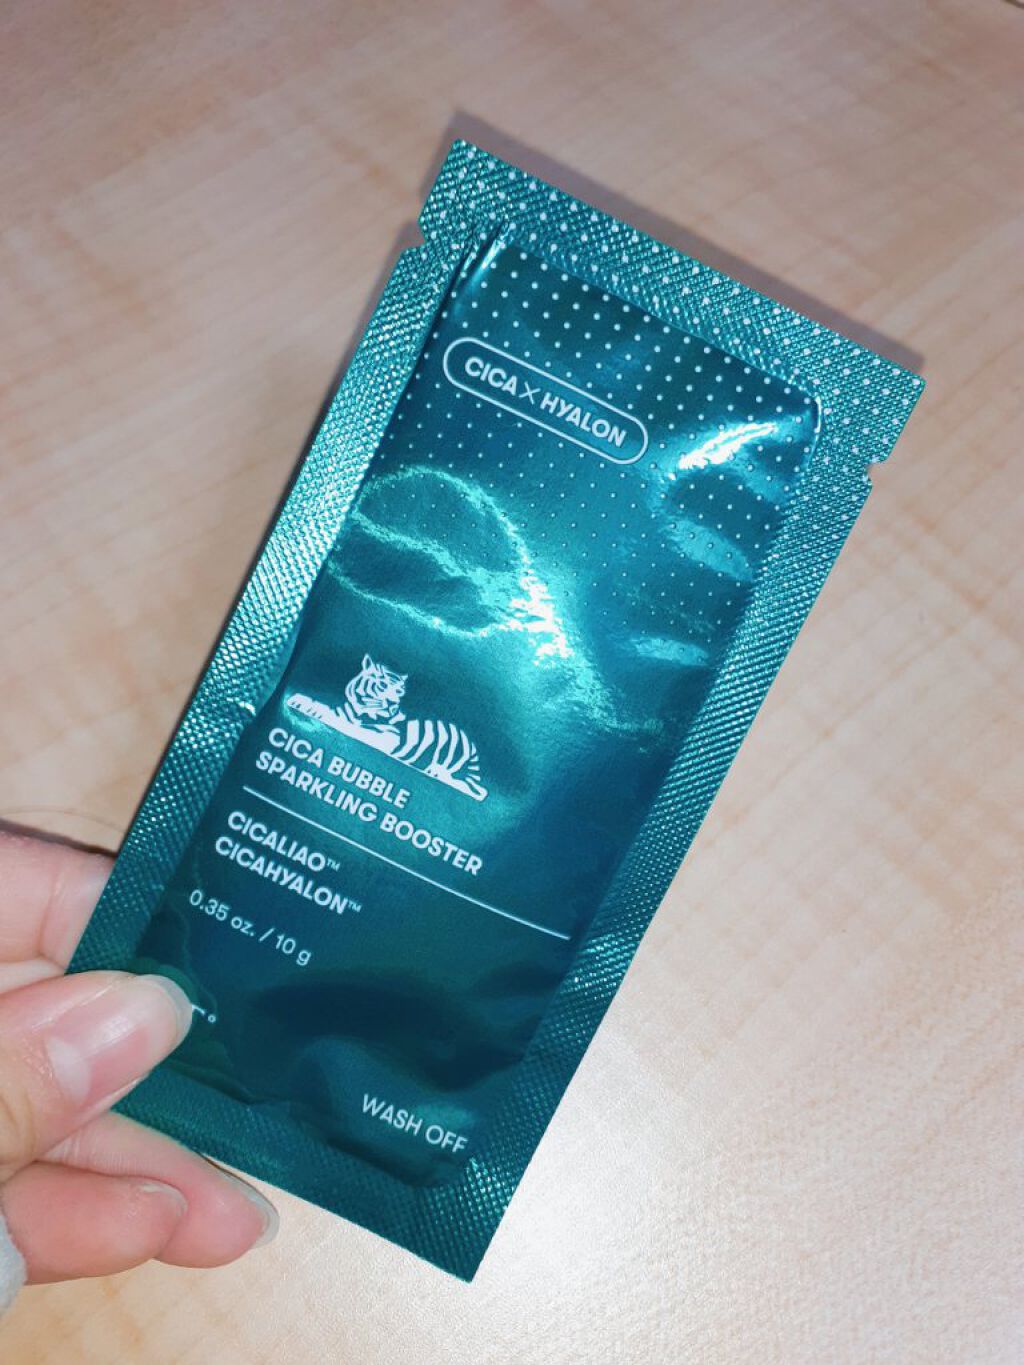 CICA X HYALON
CICA BUBBLE
SPARKLING BOOSTER
CICALIAO™
CICAHYALON™
0.35 oz. / 10 g
WASH OFF